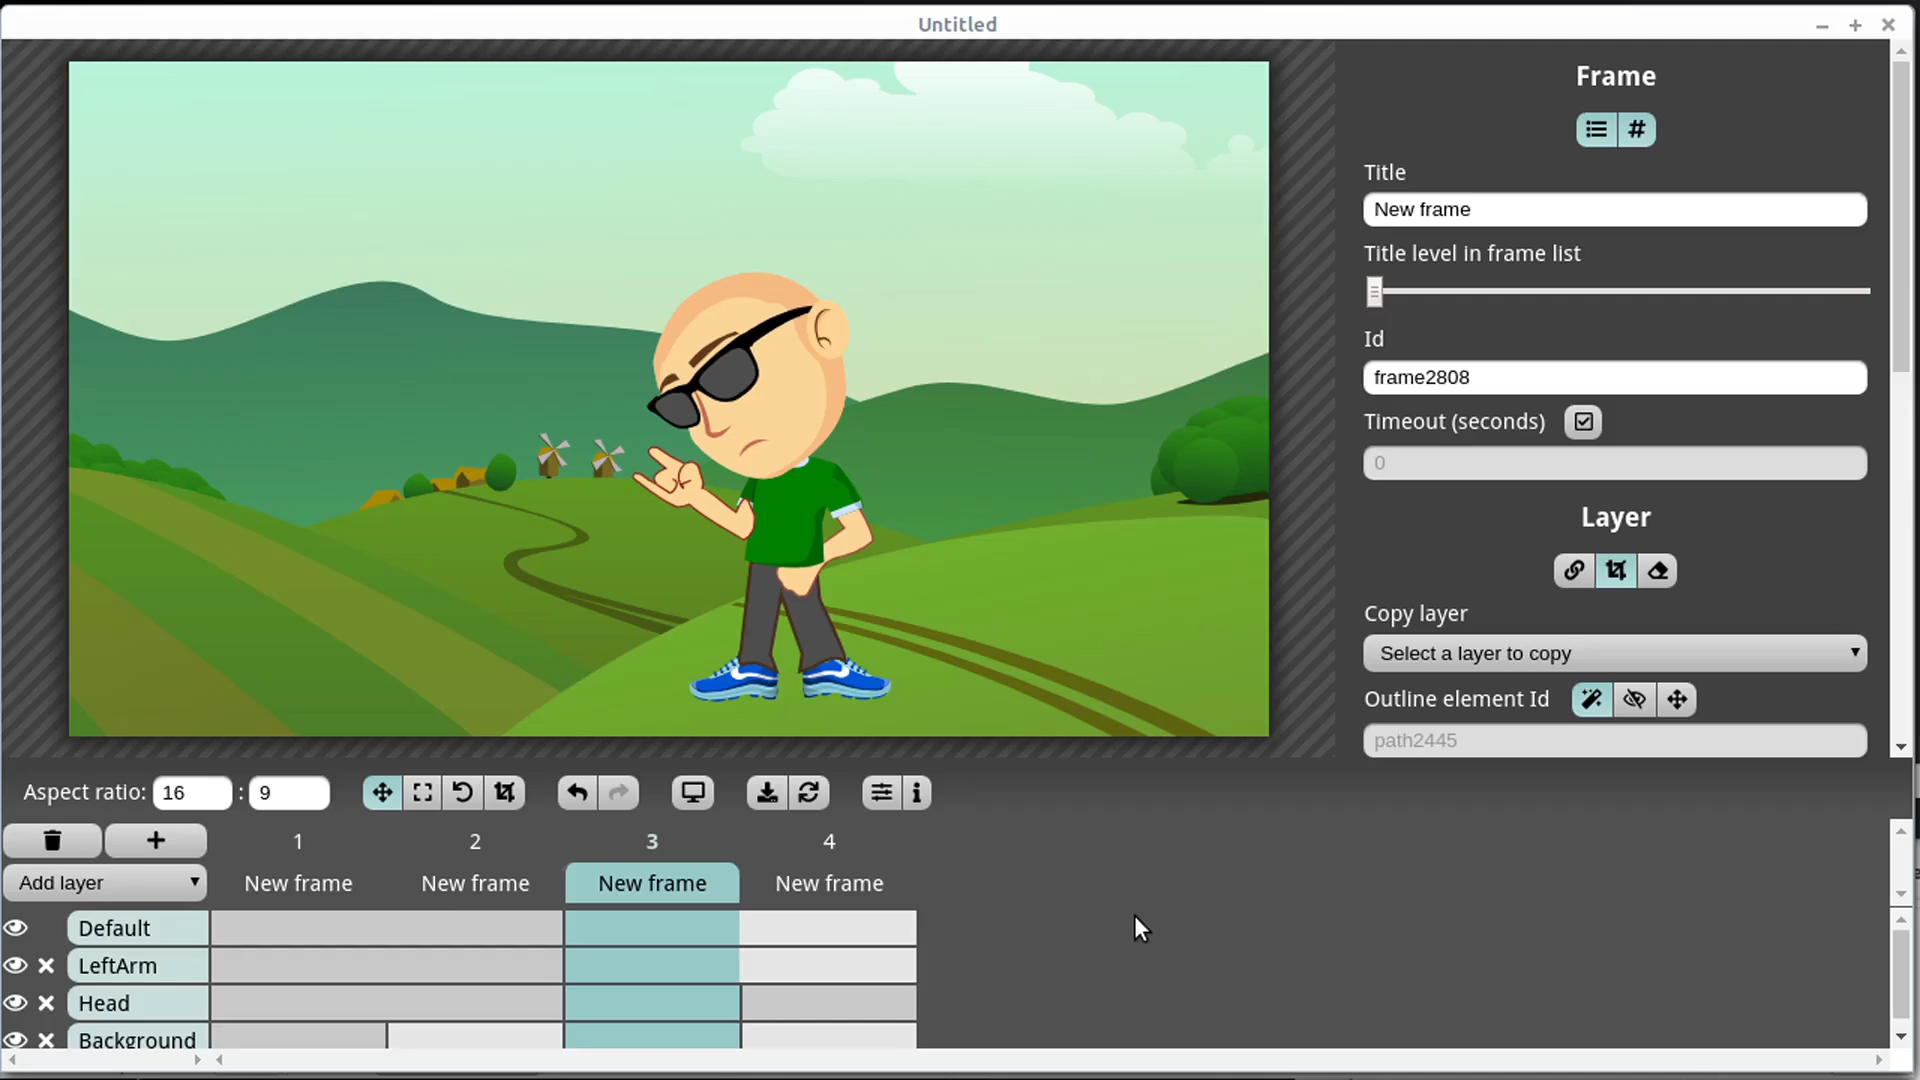 Untitled
Frame
Title
New frame
Title level in frame list
Id
frame2808
Timeout (seconds)
0
Layer
Copy layer
Select a layer to copy
Outline element Id
path2445
Aspect ratio: 16 : 9
1 2 3 4
Add layer New frame New frame New frame New frame
Default
LeftArm
Head
Background